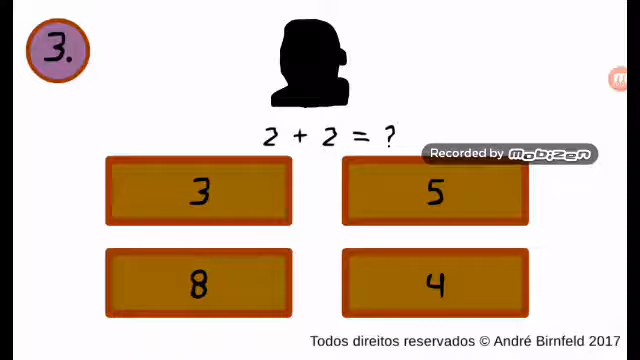 3.
2 + 2 = ?
Recorded by mobizen
3
5
8
4
Todos direitos reservados © André Birnfeld 2017